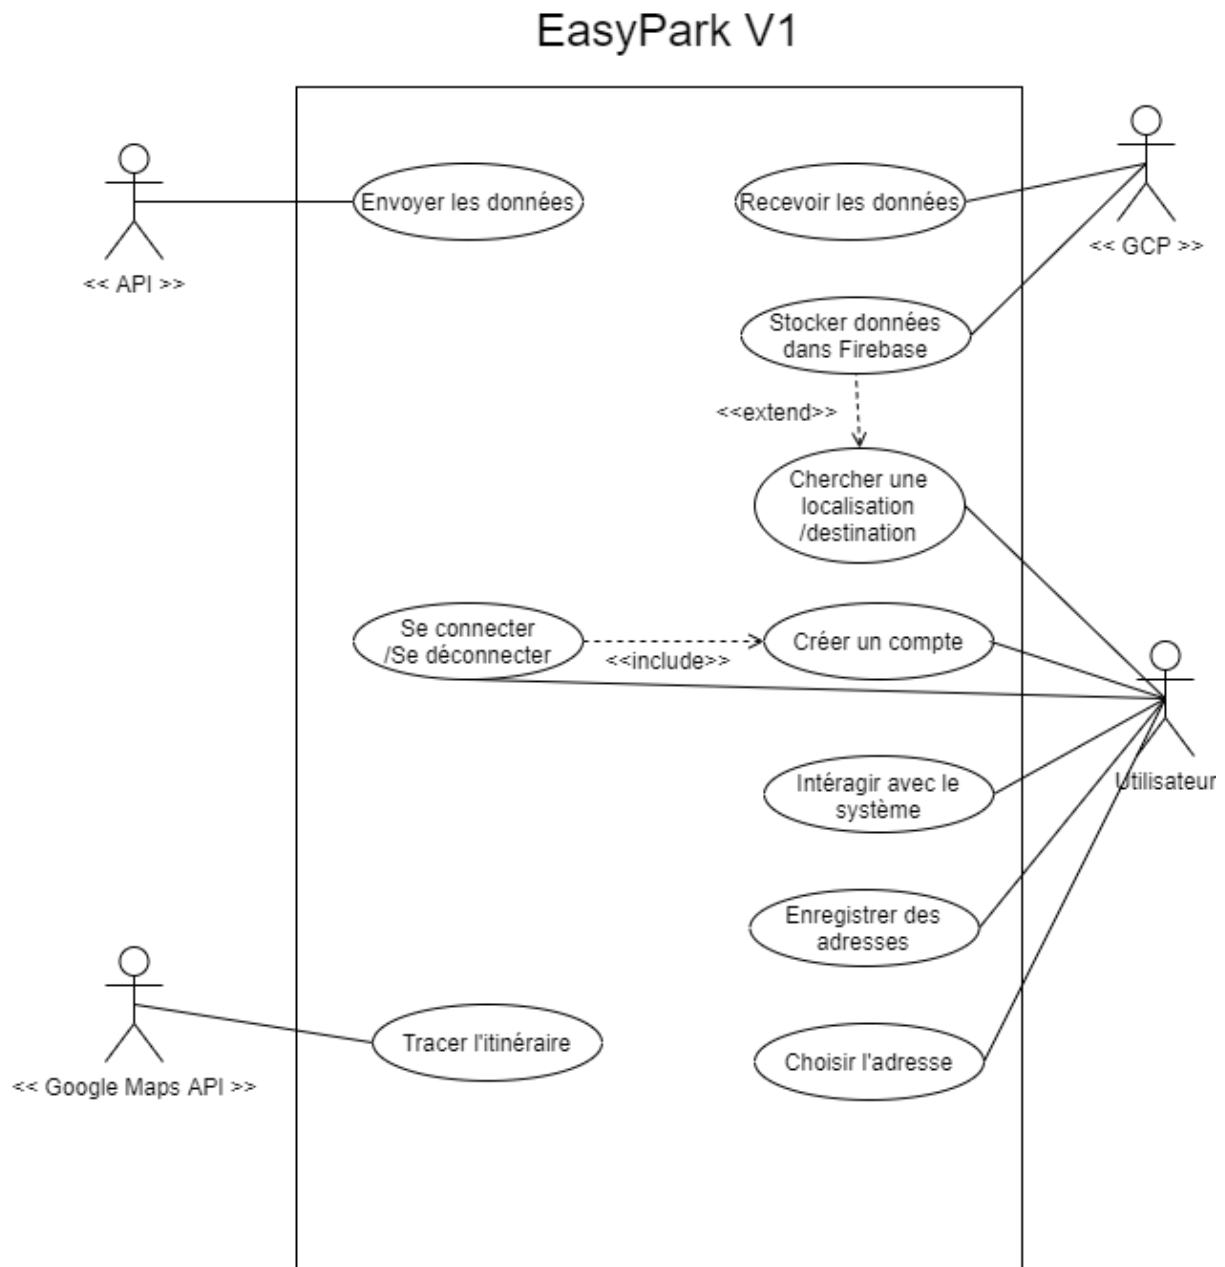 EasyPark V1
Envoyer les données
Recevoir les données
<< API >>
<< GCP >>
Stocker données
dans Firebase
<<extend>>
Chercher une
localisation
/destination
Se connecter
/Se déconnecter
<<include>>
Créer un compte
Intéragir avec le
système
Utilisateur
Enregistrer des
adresses
Tracer l'itinéraire
Choisir l'adresse
<< Google Maps API >>